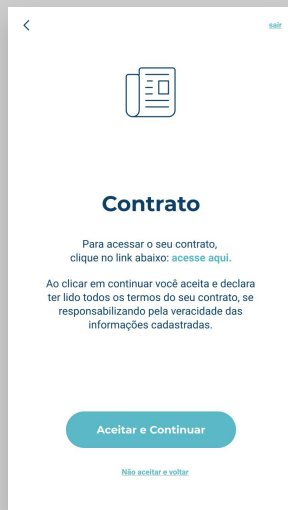 sair
Contrato
Para acessar o seu contrato,
clique no link abaixo: acesse aqui.
Ao clicar em continuar você aceita e declara
ter lido todos os termos do seu contrato, se
responsabilizando pela veracidade das
informações cadastradas.
Aceitar e Continuar
Não aceitar e voltar